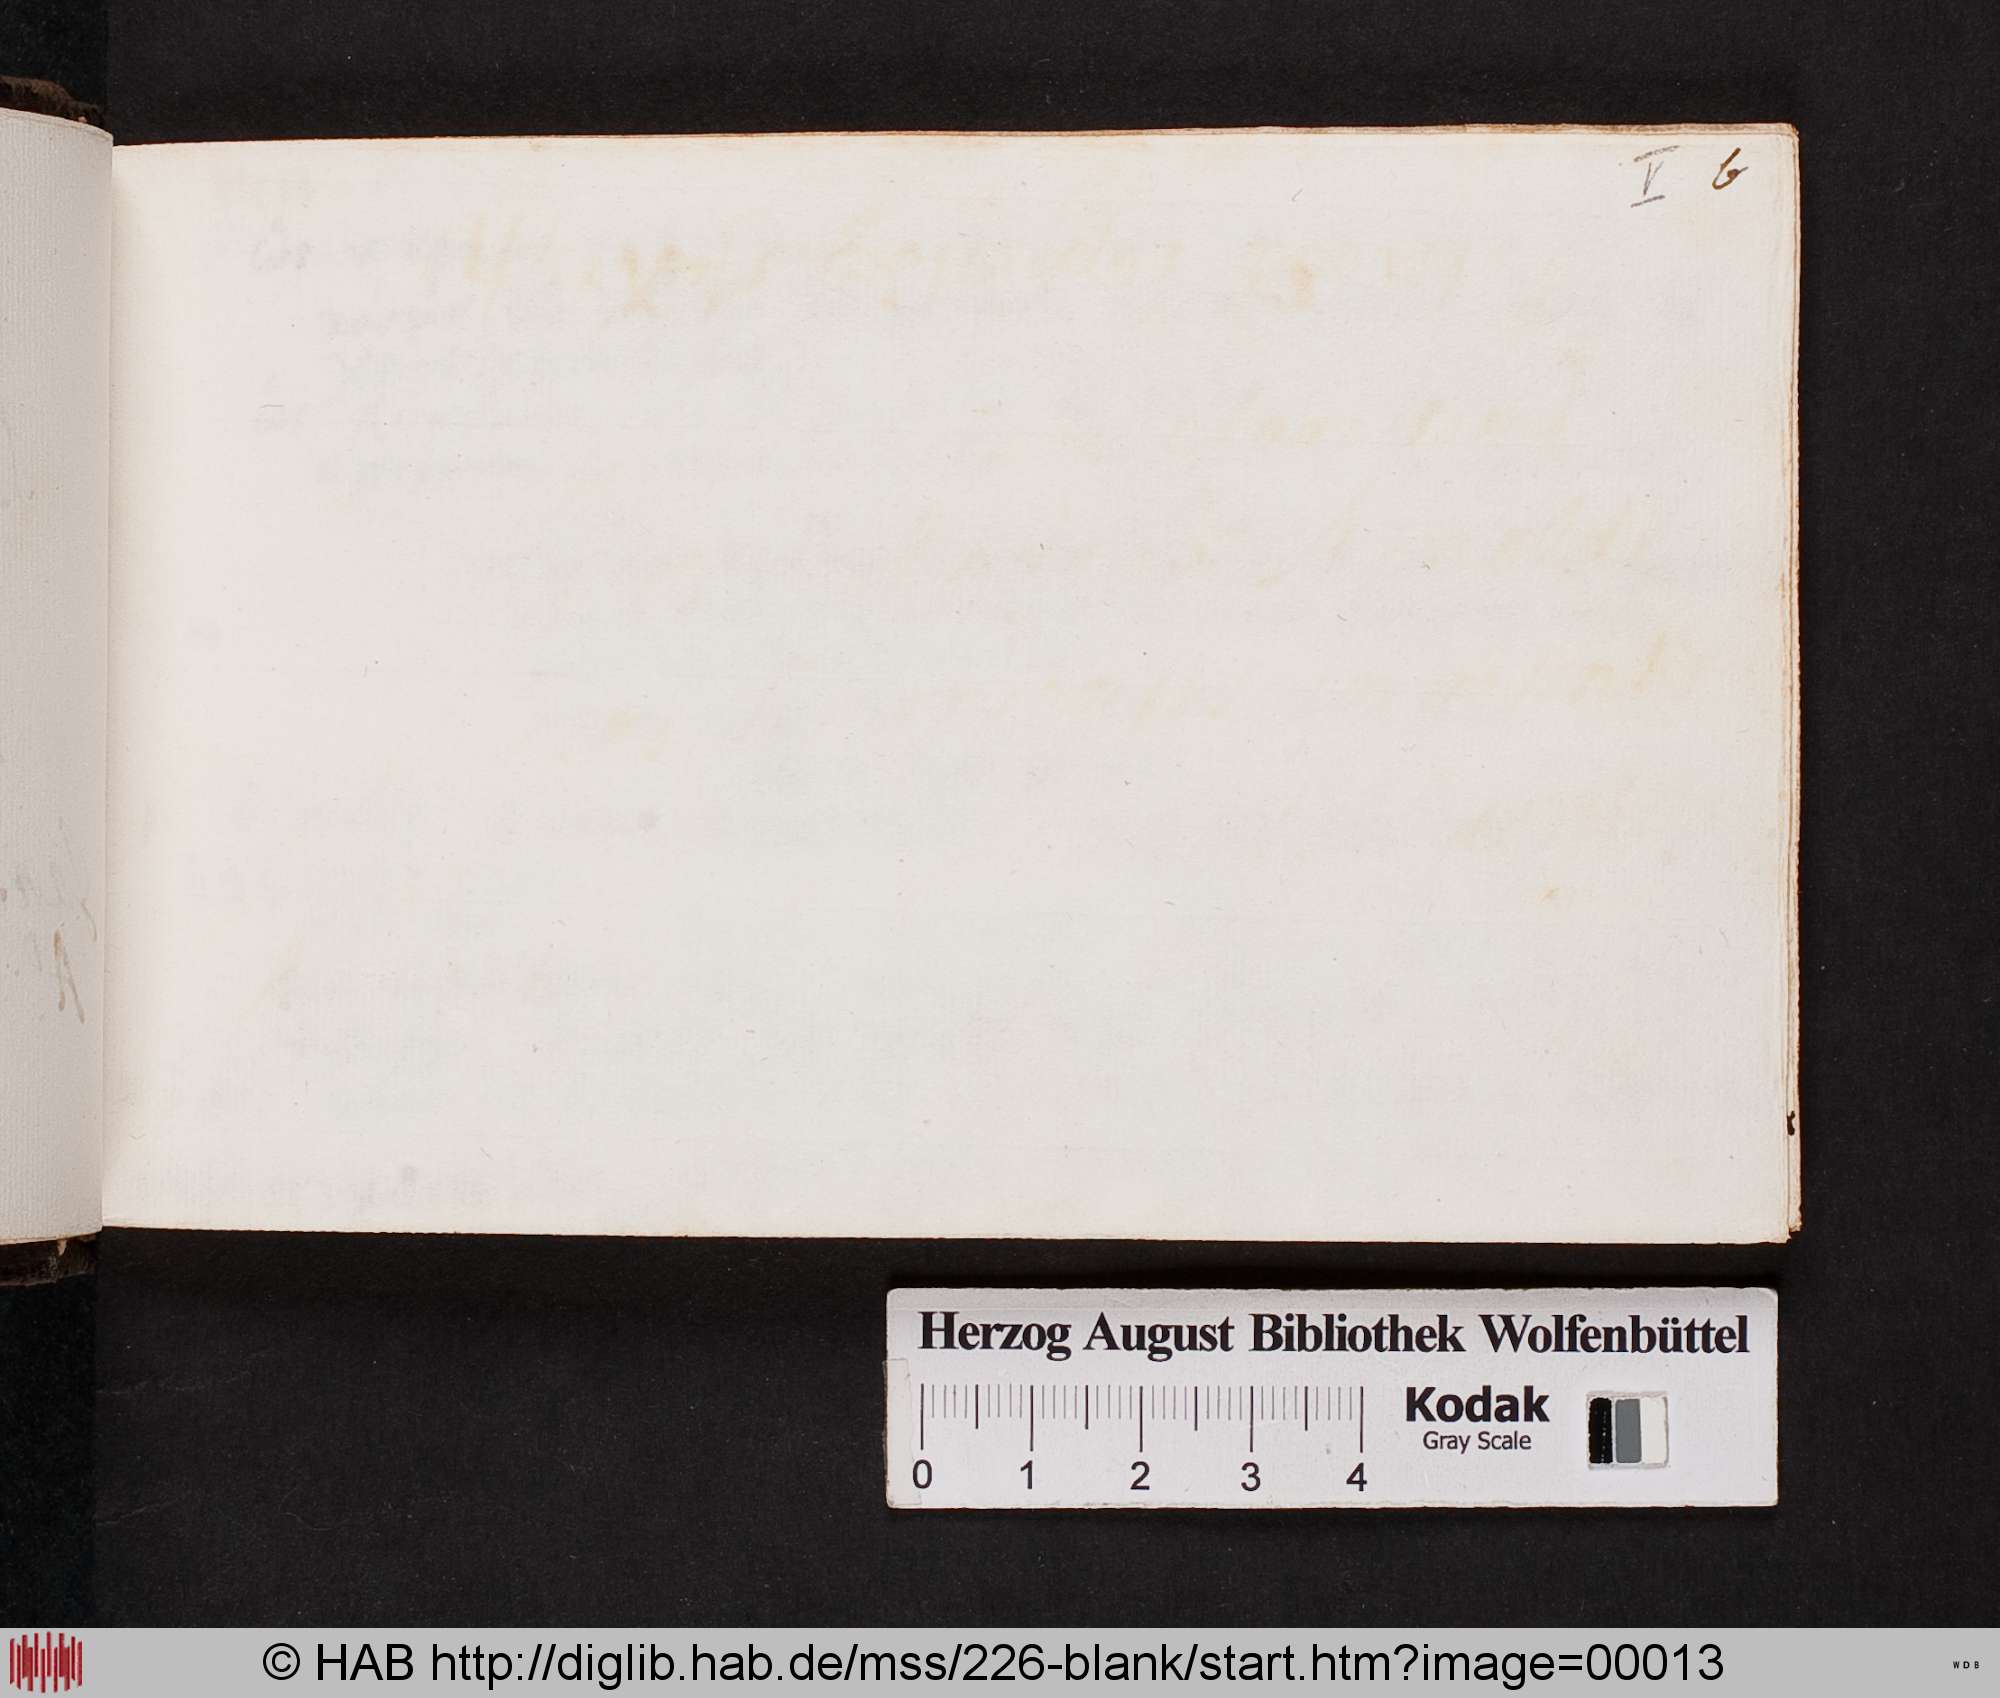 V 6
Herzog August Bibliothek Wolfenbüttel
Kodak
Gray Scale
0 1 2 3 4
© HAB http://diglib.hab.de/mss/226-blank/start.htm?image=00013
WDB